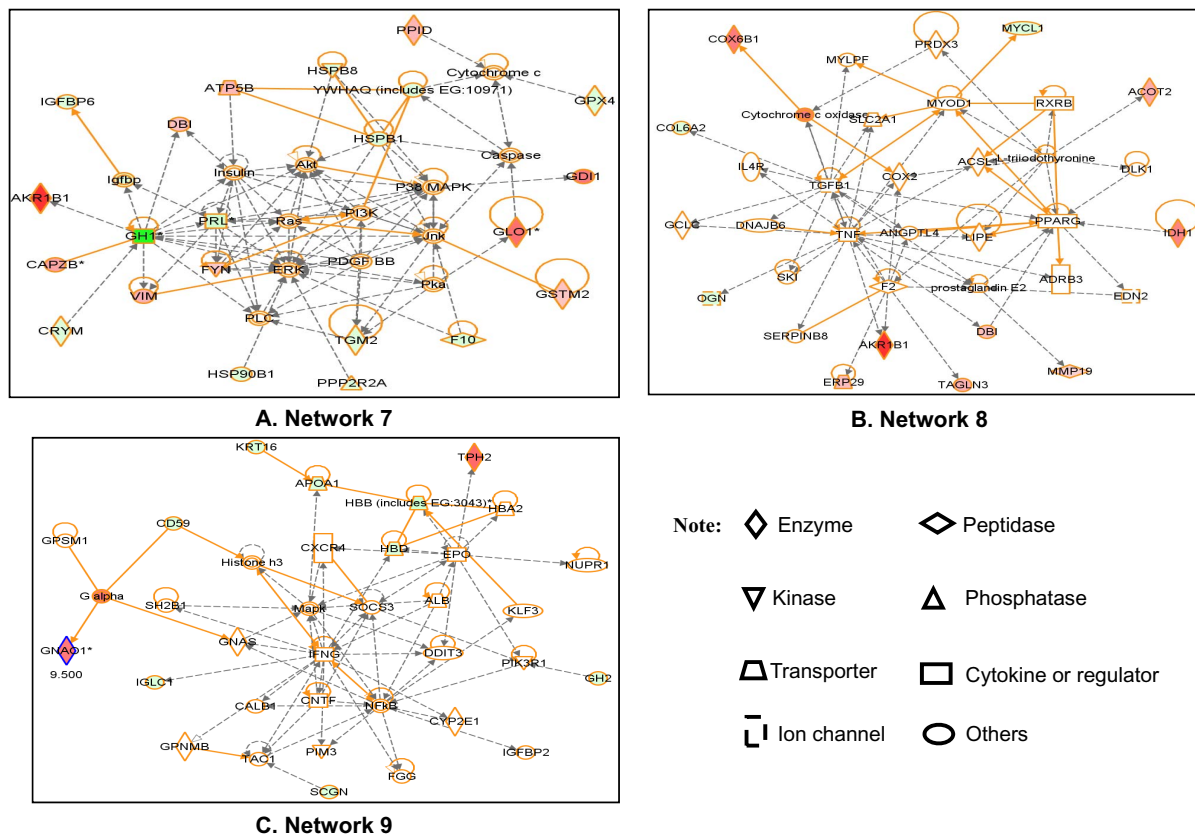 PPID
HSPB8
Cytochrome c
ATP5B
YWHAQ (includes EG:10971)
IGFBP6
GPX4
DBI
HSPB1
Akt
Caspase
Igfbp
Insulin
P38 MAPK
GDI1
AKR1B1
PRL*
Ras
PI3K
GH1*
Jnk
GLO1*
CAPZB*
FYN
ERK
PDGF BB
VIM
Pka
GSTM2
PLC
CRYM
TGM2
F10
HSP90B1
PPP2R2A
A. Network 7
MYCL1
COX6B1
PRDX3
MYLPF
ACOT2
MYOD1
RXRB
Cytochrome c oxidase
SLC2A1
COL6A2
L-triiodothyronine
IL4R
ACSL1
DLK1
TGFB1
COX2
PPARG
GCLC
DNAJB6
TNF
ANGPTL4
LIPE
IDH1
SKI
ADRB3
F2
prostaglandin E2
OGN
EDN2
SERPINB8
DBI
AKR1B1
ERP29
TAGLN3
MMP19
B. Network 8
KRT16
TPH2
APOA1
HBB (includes EG:3043)*
HBA2
CD59
GPSM1
CXCR4
HBD
EPO
Histone h3
NUPR1
G alpha
SH2B1
Mapk
SOCS3
ALB
KLF3
GNAO1*
GNAS
IFNG
DDIT3
PIK3R1
9.500
IGLC1
GH2
CNTF
CALB1
NFkB
CYP2E1
GPNMB
PIM3
IGFBP2
TAC1
FGG
SCGN
C. Network 9
Note:
Enzyme
Peptidase
Kinase
Phosphatase
Transporter
Cytokine or regulator
Ion channel
Others